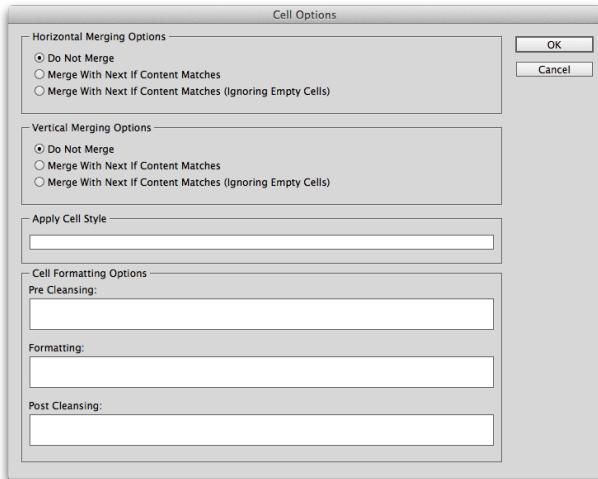 Cell Options
Horizontal Merging Options
Do Not Merge
Merge With Next If Content Matches
Merge With Next If Content Matches (Ignoring Empty Cells)
OK
Cancel
Vertical Merging Options
Do Not Merge
Merge With Next If Content Matches
Merge With Next If Content Matches (Ignoring Empty Cells)
Apply Cell Style
Cell Formatting Options
Pre Cleansing:
Formatting:
Post Cleansing: